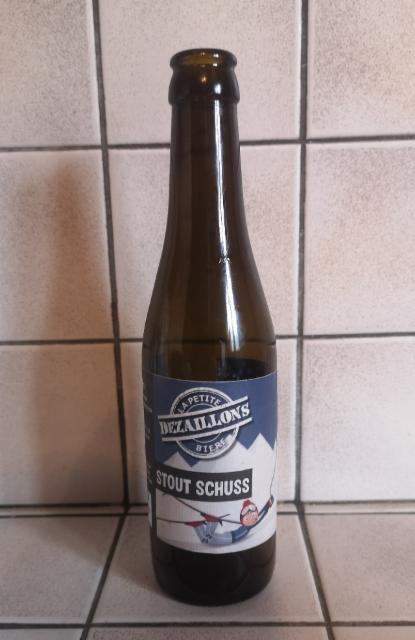 LA PETITE
DEZAILLONS
BIERE
STOUT SCHUSS